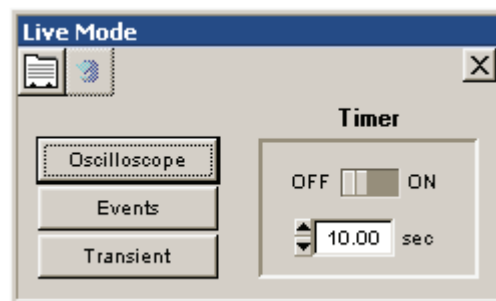 Live Mode
Timer
Oscilloscope
OFF ON
Events
10.00 sec
Transient